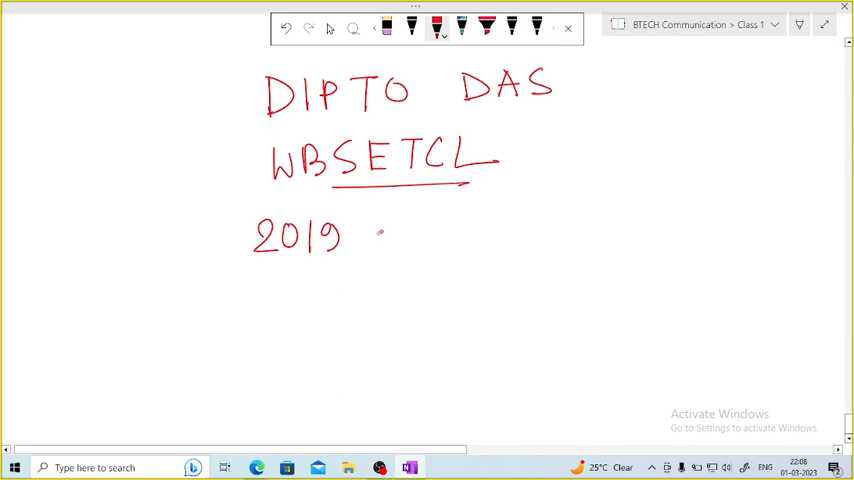 BTECH Communication > Class 1
DIPTO DAS
WBSETCL
2019
Activate Windows
Go to Settings to activate Windows.
Type here to search
25°C Clear
ENG
22:08
01-03-2023
2